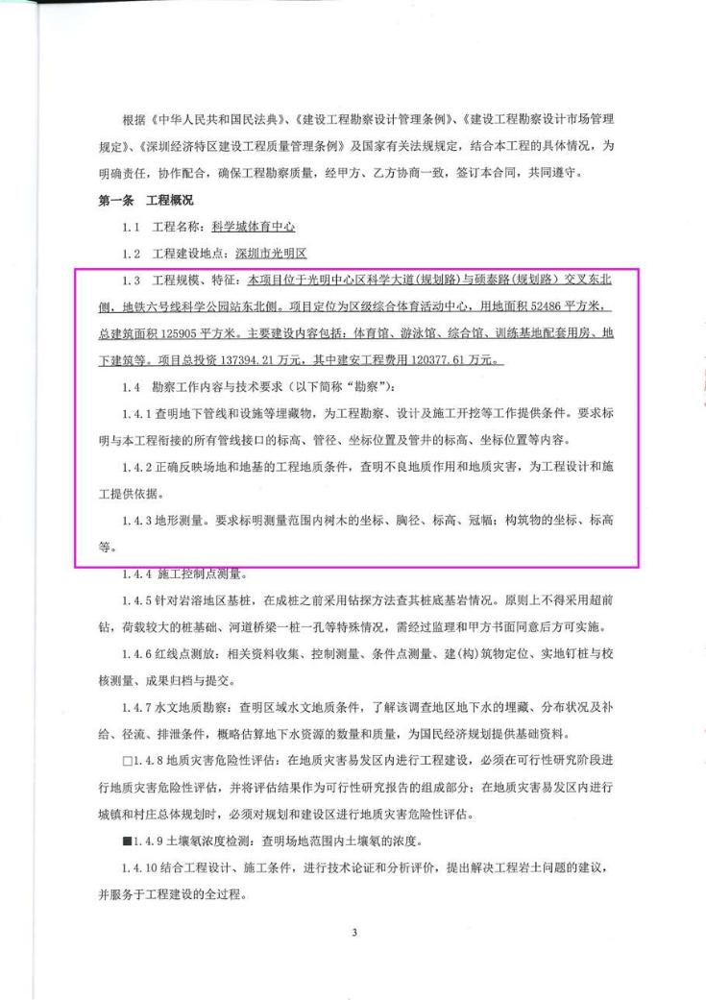 根据《中华人民共和国民法典》、《建设工程勘察设计管理条例》、《建设工程勘察设计市场管理
规定》、《深圳经济特区建设工程质量管理条例》及国家有关法规规定，结合本工程的具体情况，为
明确责任，协作配合，确保工程勘察质量，经甲方、乙方协商一致，签订本合同，共同遵守。
第一条　工程概况
1.1　工程名称：科学城体育中心
1.2　工程建设地点：深圳市光明区
1.3　工程规模、特征：本项目位于光明中心区科学大道(规划路)与硕泰路(规划路）交叉东北
侧，地铁六号线科学公园站东北侧。项目定位为区级综合体育活动中心，用地面积 52486 平方米，
总建筑面积 125905 平方米。主要建设内容包括：体育馆、游泳馆、综合馆、训练基地配套用房、地
下建筑等。项目总投资 137394.21 万元，其中建安工程费用 120377.61 万元。
1.4　勘察工作内容与技术要求（以下简称“勘察”）：
1.4.1 查明地下管线和设施等埋藏物，为工程勘察、设计及施工开挖等工作提供条件。要求标
明与本工程衔接的所有管线接口的标高、管径、坐标位置及管井的标高、坐标位置等内容。
1.4.2 正确反映场地和地基的工程地质条件，查明不良地质作用和地质灾害，为工程设计和施
工提供依据。
1.4.3 地形测量。要求标明测量范围内树木的坐标、胸径、标高、冠幅；构筑物的坐标、标高
等。
1.4.4 施工控制点测量。
1.4.5 针对岩溶地区基桩，在成桩之前采用钻探方法查其桩底基岩情况。原则上不得采用超前
钻，荷载较大的桩基础、河道桥梁一桩一孔等特殊情况，需经过监理和甲方书面同意后方可实施。
1.4.6 红线点测放：相关资料收集、控制测量、条件点测量、建(构)筑物定位、实地钉桩与校
核测量、成果归档与提交。
1.4.7 水文地质勘察：查明区域水文地质条件，了解该调查地区地下水的埋藏、分布状况及补
给、径流、排泄条件，概略估算地下水资源的数量和质量，为国民经济规划提供基础资料。
□1.4.8 地质灾害危险性评估：在地质灾害易发区内进行工程建设，必须在可行性研究阶段进
行地质灾害危险性评估，并将评估结果作为可行性研究报告的组成部分；在地质灾害易发区内进行
城镇和村庄总体规划时，必须对规划和建设区进行地质灾害危险性评估。
■1.4.9 土壤氡浓度检测：查明场地范围内土壤氡的浓度。
1.4.10 结合工程设计、施工条件，进行技术论证和分析评价，提出解决工程岩土问题的建议，
并服务于工程建设的全过程。
3